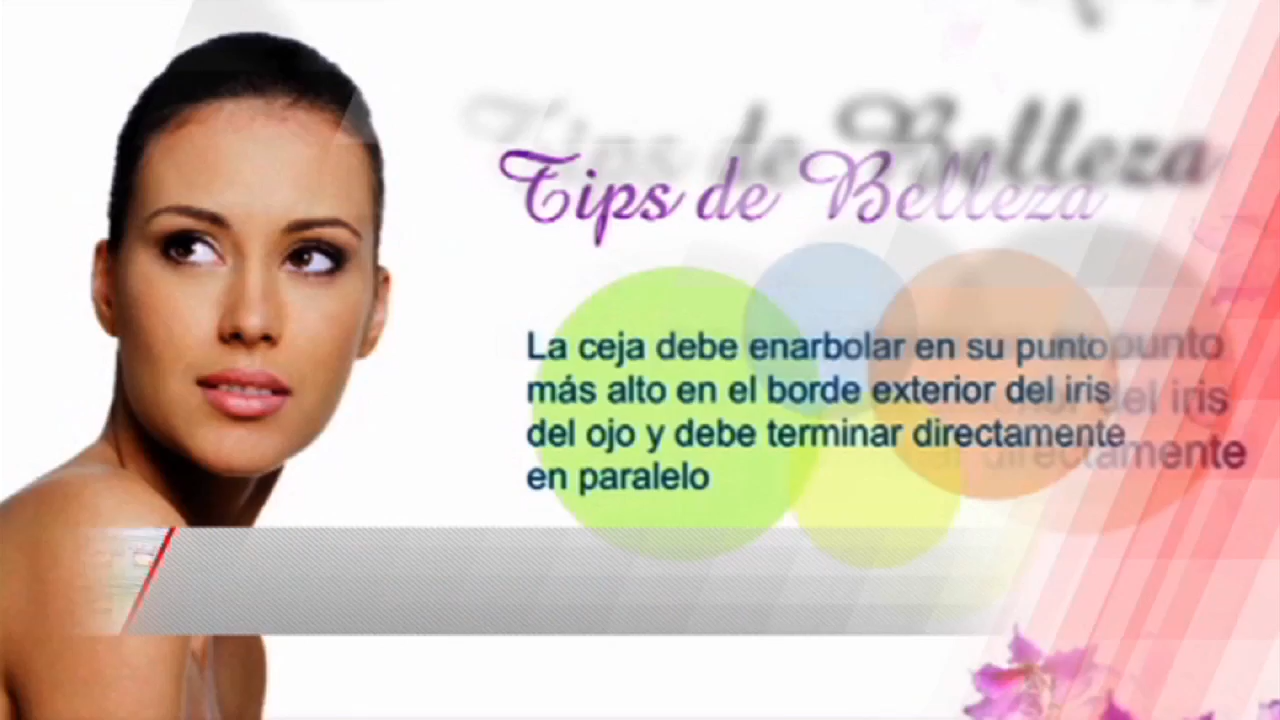 Tips de Belleza
La ceja debe enarbolar en su punto
más alto en el borde exterior del iris
del ojo y debe terminar directamente
en paralelo